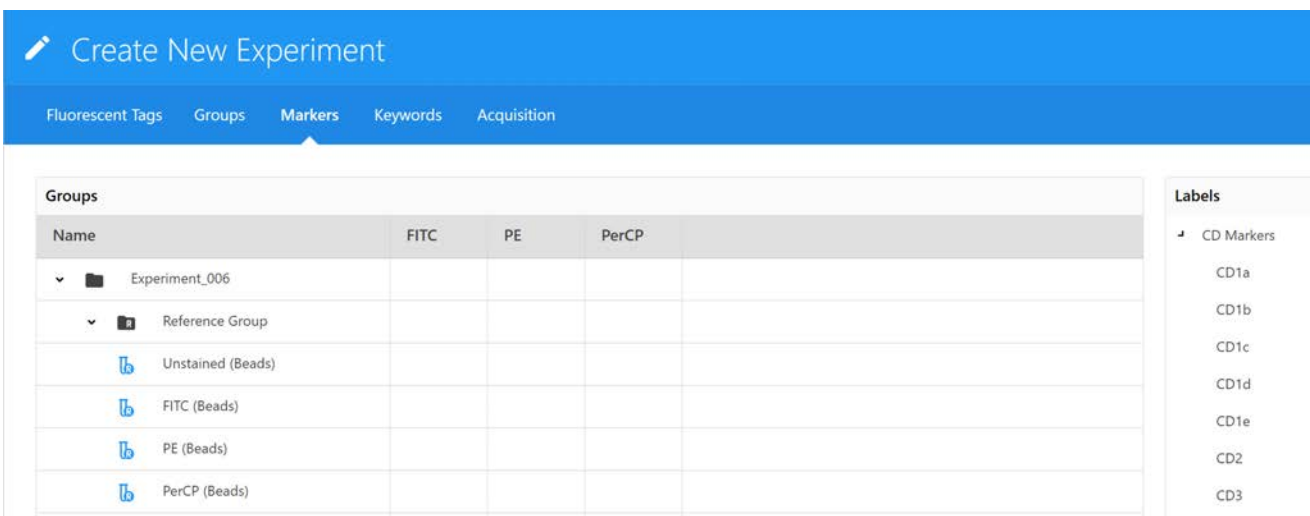 Create New Experiment
Fluorescent Tags Groups Markers Keywords Acquisition
Groups
Name FITC PE PerCP
Experiment_006
Reference Group
Unstained (Beads)
FITC (Beads)
PE (Beads)
PerCP (Beads)
Labels
CD Markers
CD1a
CD1b
CD1c
CD1d
CD1e
CD2
CD3